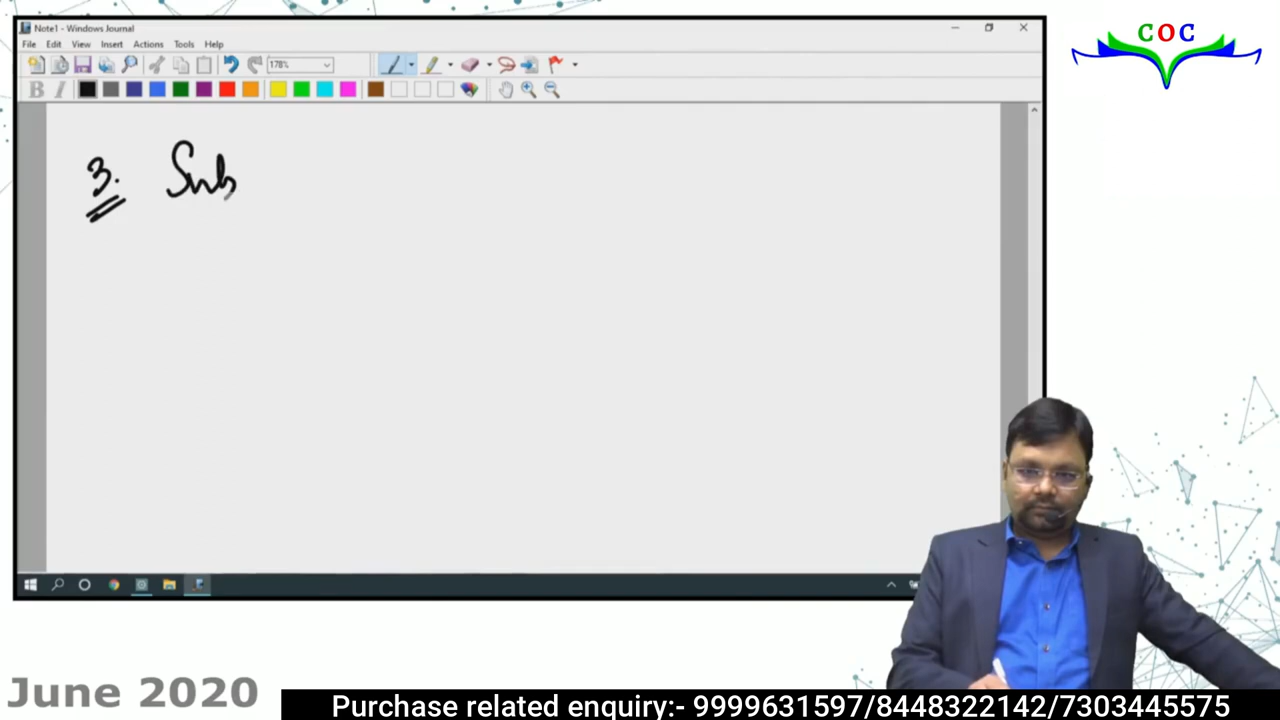 Note1 - Windows Journal
File Edit View Insert Actions Tools Help
178%
B I
3. Sub
COC
June 2020
Purchase related enquiry:- 9999631597/8448322142/7303445575